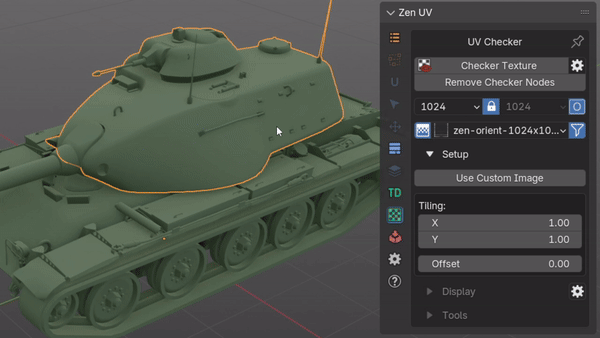 Zen UV
UV Checker
Checker Texture
Remove Checker Nodes
1024
1024
zen-orient-1024x10...
Setup
Use Custom Image
Tiling:
X 1.00
Y 1.00
Offset 0.00
TD
Display
Tools